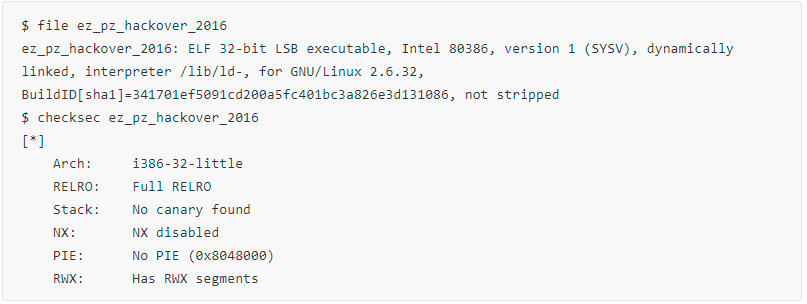 $ file ez_pz_hackover_2016
ez_pz_hackover_2016: ELF 32-bit LSB executable, Intel 80386, version 1 (SYSV), dynamically
linked, interpreter /lib/ld-, for GNU/Linux 2.6.32,
BuildID[sha1]=341701ef5091cd200a5fc401bc3a826e3d131086, not stripped
$ checksec ez_pz_hackover_2016
[*]
    Arch:     i386-32-little
    RELRO:    Full RELRO
    Stack:    No canary found
    NX:       NX disabled
    PIE:      No PIE (0x8048000)
    RWX:      Has RWX segments